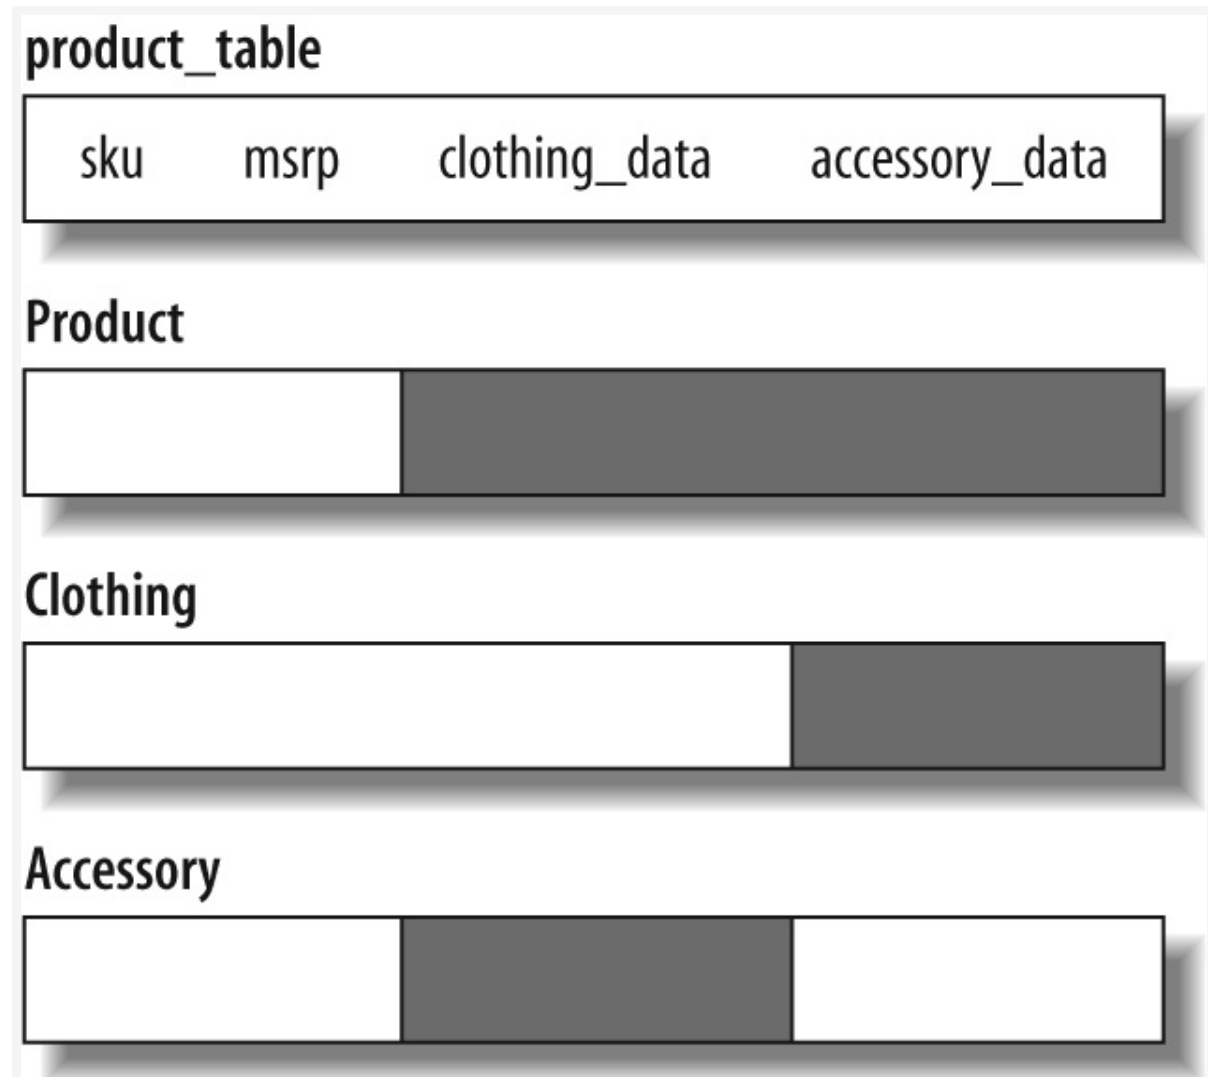 product_table
sku msrp clothing_data accessory_data
Product
Clothing
Accessory